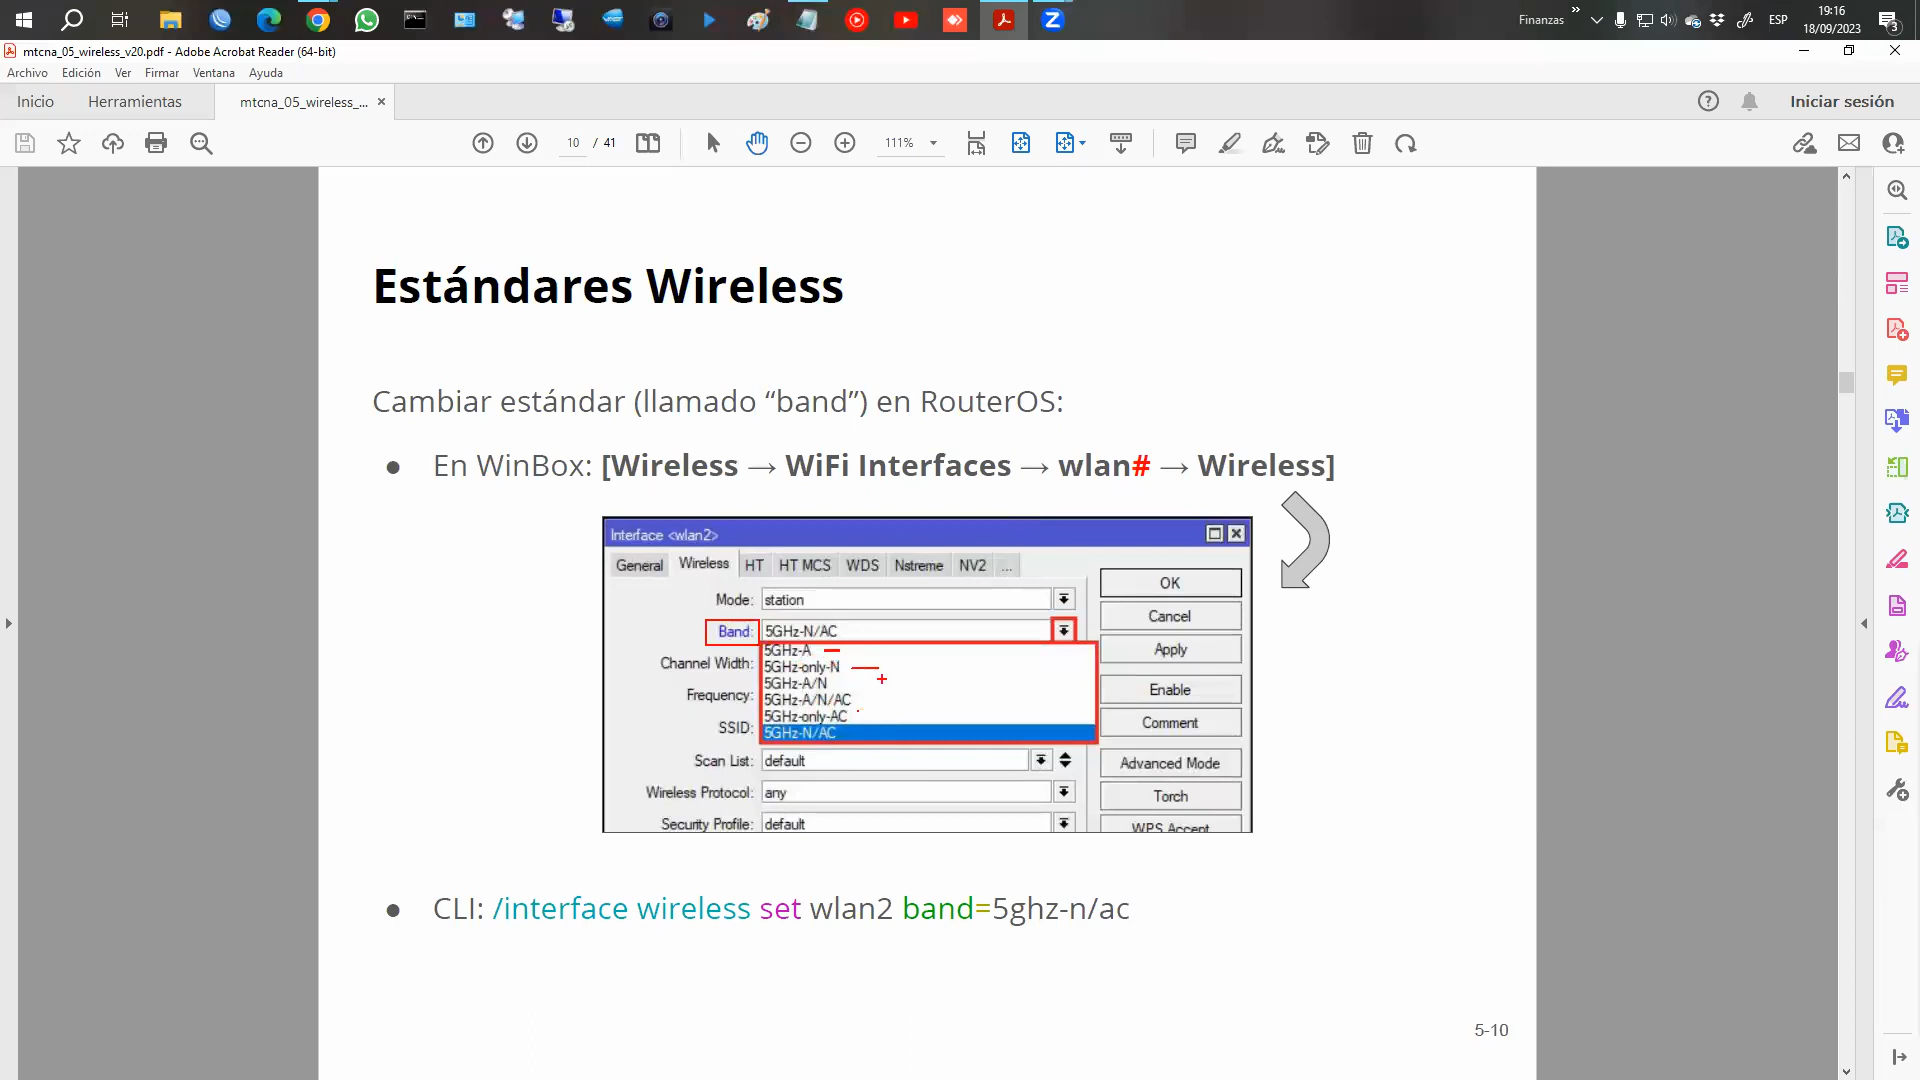 Finanzas
ESP
19:16
18/09/2023
3
mtcna_05_wireless_v20.pdf - Adobe Acrobat Reader (64-bit)
Archivo Edición Ver Firmar Ventana Ayuda
Inicio Herramientas mtcna_05_wireless_... × Iniciar sesión
10 / 41 111%
Estándares Wireless
Cambiar estándar (llamado “band”) en RouterOS:
● En WinBox: [Wireless → WiFi Interfaces → wlan# → Wireless]
Interface <wlan2>
General Wireless HT HT MCS WDS Nstreme NV2 ...
Mode: station
Band: 5GHz-N/AC
5GHz-A
5GHz-only-N
5GHz-A/N
5GHz-A/N/AC
5GHz-only-AC
5GHz-N/AC
Channel Width:
Frequency:
SSID:
Scan List: default
Wireless Protocol: any
Security Profile: default
OK
Cancel
Apply
Enable
Comment
Advanced Mode
Torch
WPS Accept
● CLI: /interface wireless set wlan2 band=5ghz-n/ac
5-10